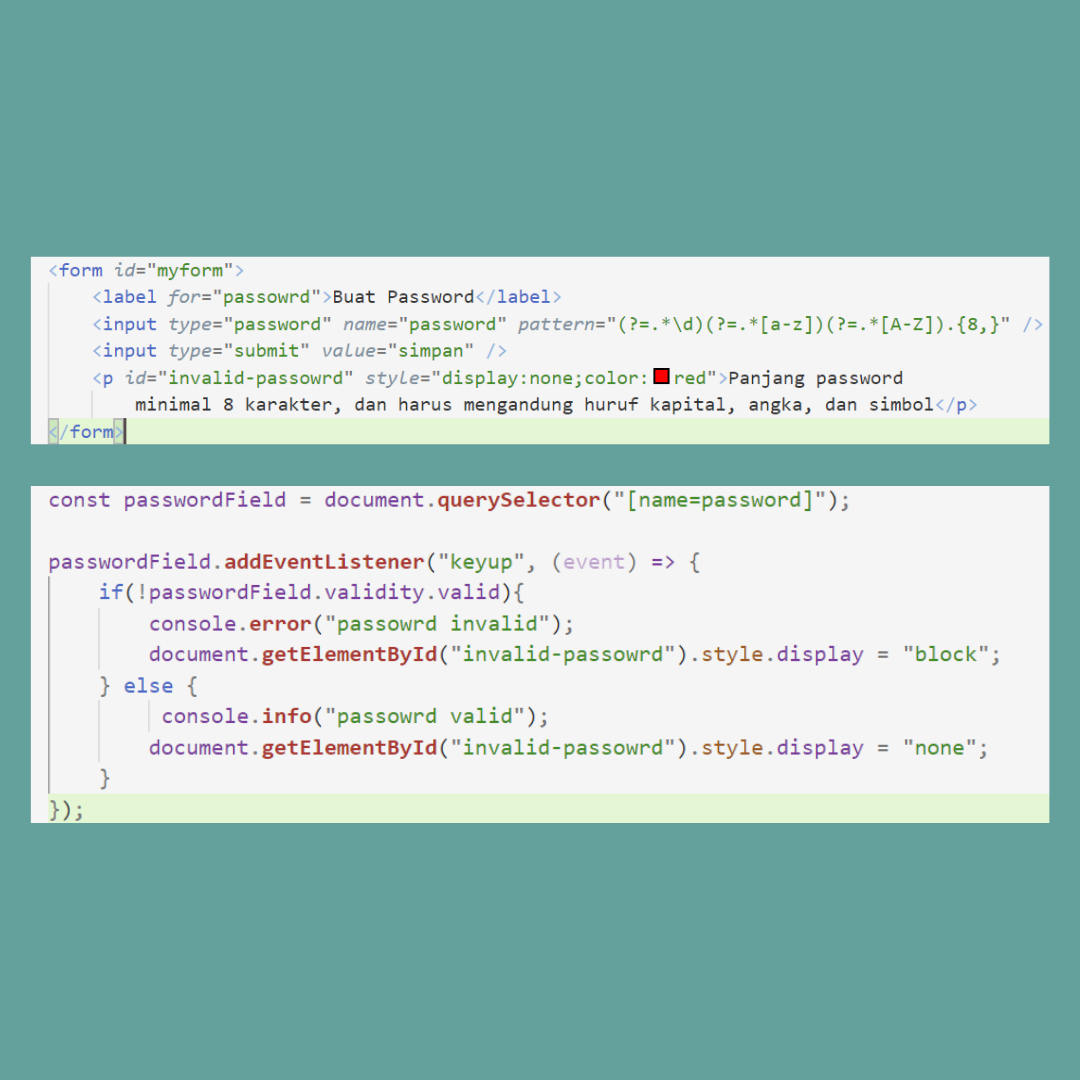 <form id="myform">
<label for="passowrd">Buat Password</label>
<input type="password" name="password" pattern="(?=.*\d)(?=.*[a-z])(?=.*[A-Z]).{8,}" />
<input type="submit" value="simpan" />
<p id="invalid-passowrd" style="display:none;color:red">Panjang password
minimal 8 karakter, dan harus mengandung huruf kapital, angka, dan simbol</p>
</form>
const passwordField = document.querySelector("[name=password]");
passwordField.addEventListener("keyup", (event) => {
if(!passwordField.validity.valid){
console.error("passowrd invalid");
document.getElementById("invalid-passowrd").style.display = "block";
} else {
console.info("passowrd valid");
document.getElementById("invalid-passowrd").style.display = "none";
}
});